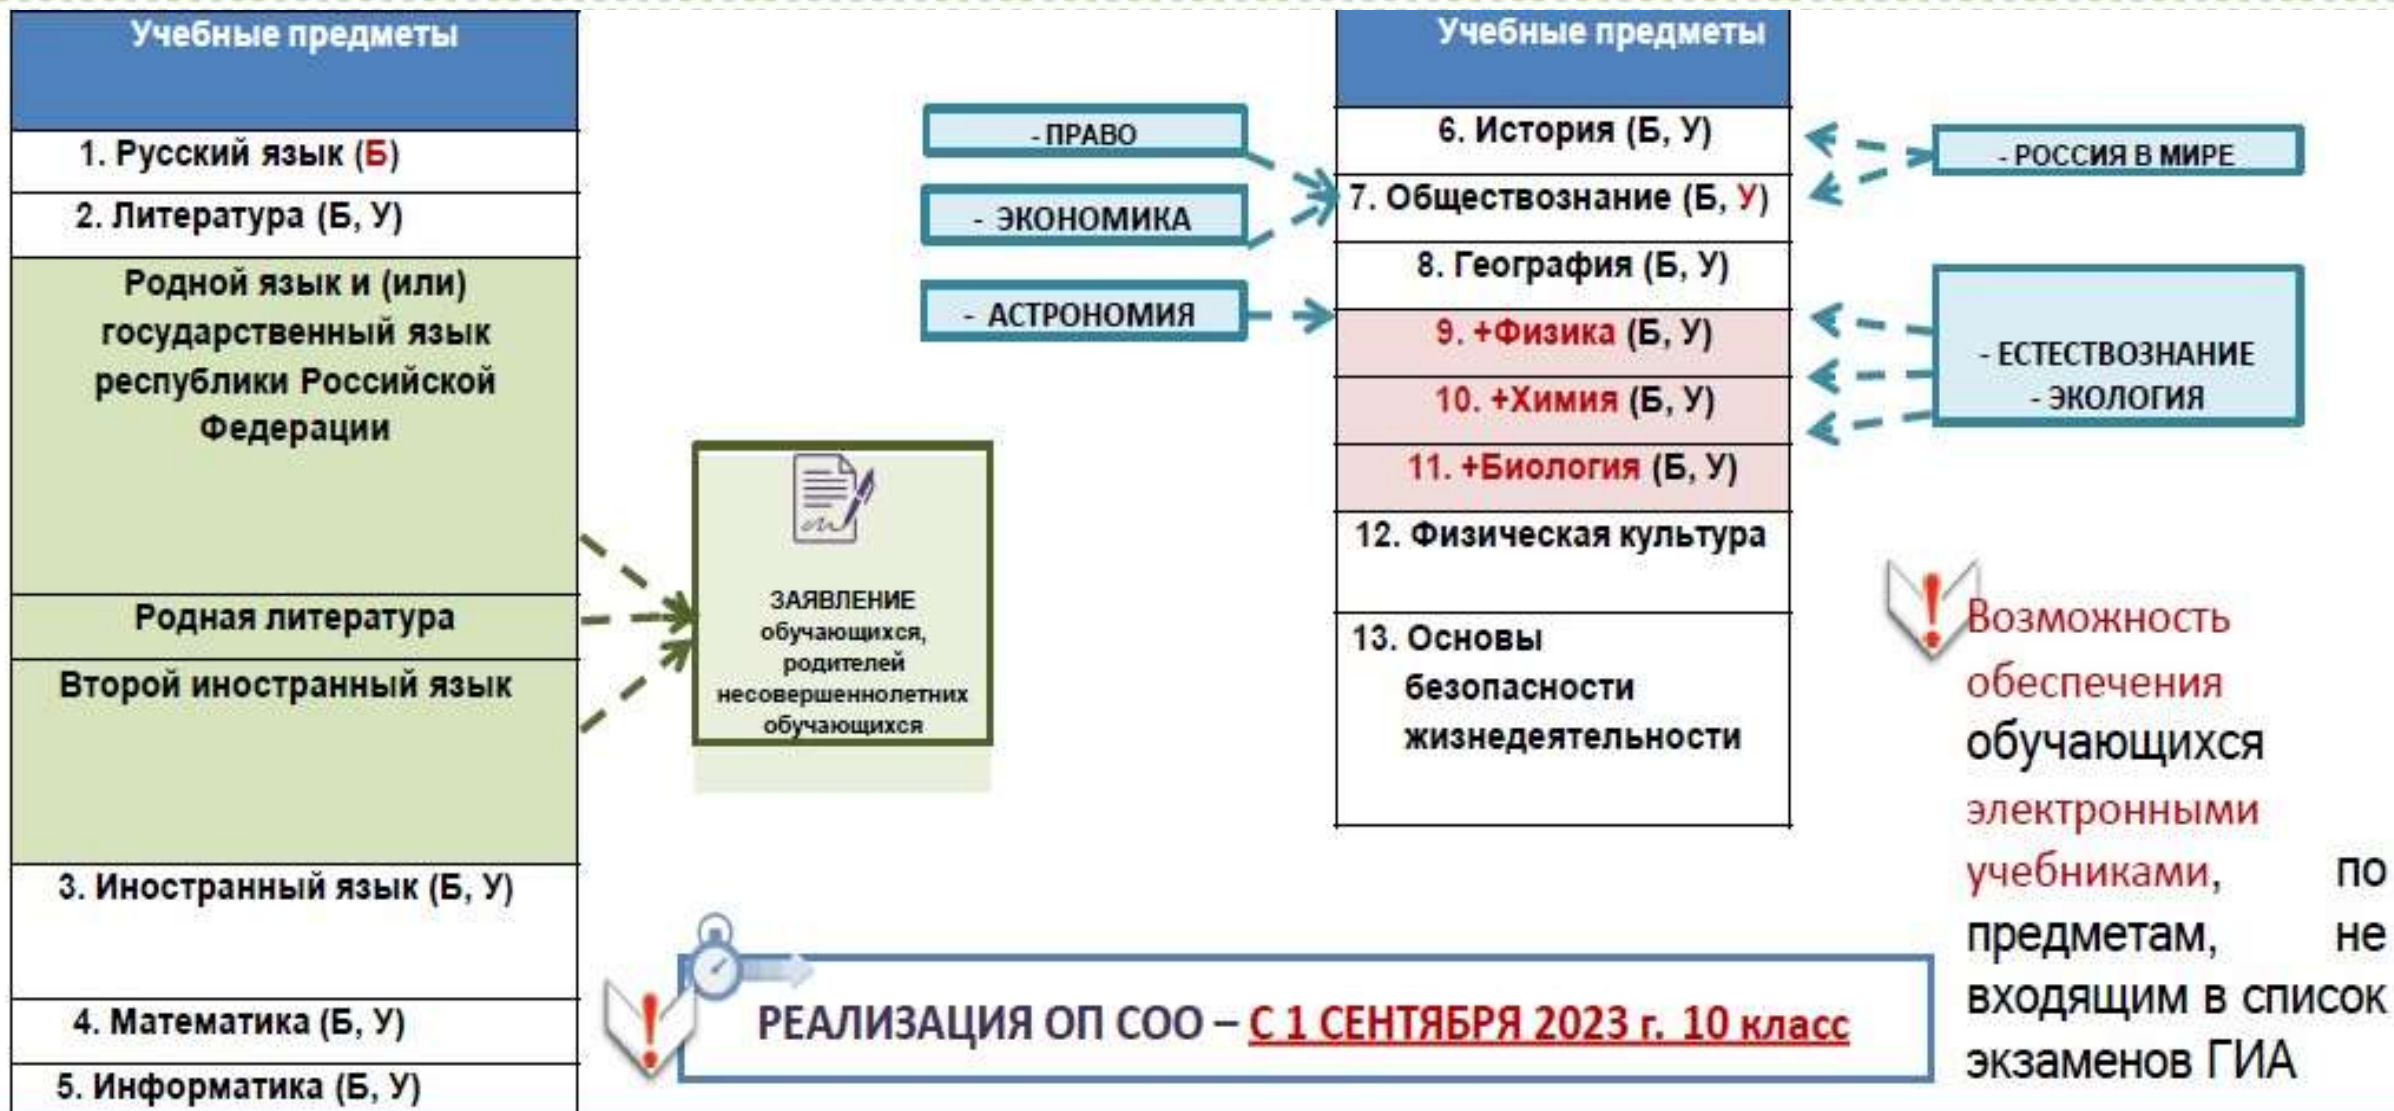 Учебные предметы
1. Русский язык (Б)
2. Литература (Б, У)
Родной язык и (или)
государственный язык
республики Российской
Федерации
Родная литература
Второй иностранный язык
3. Иностранный язык (Б, У)
4. Математика (Б, У)
5. Информатика (Б, У)
ЗАЯВЛЕНИЕ
обучающихся,
родителей
несовершеннолетних
обучающихся
- ПРАВО
- ЭКОНОМИКА
- АСТРОНОМИЯ
Учебные предметы
6. История (Б, У)
7. Обществознание (Б, У)
8. География (Б, У)
9. +Физика (Б, У)
10. +Химия (Б, У)
11. +Биология (Б, У)
12. Физическая культура
13. Основы
безопасности
жизнедеятельности
- РОССИЯ В МИРЕ
- ЕСТЕСТВОЗНАНИЕ
- ЭКОЛОГИЯ
Возможность
обеспечения
обучающихся
электронными
учебниками, по
предметам, не
входящим в список
экзаменов ГИА
РЕАЛИЗАЦИЯ ОП СОО – С 1 СЕНТЯБРЯ 2023 г. 10 класс